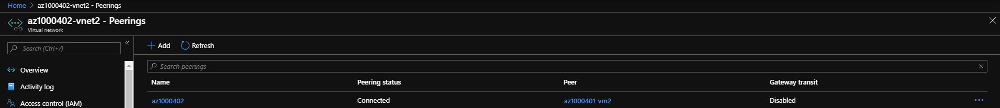 Home > az1000402-vnet2 - Peerings
az1000402-vnet2 - Peerings
Virtual network
Search (Ctrl+/)
«
Overview
Activity log
Access control (IAM)
Add Refresh
Search peerings
Name Peering status Peer Gateway transit
az1000402 Connected az1000401-vm2 Disabled